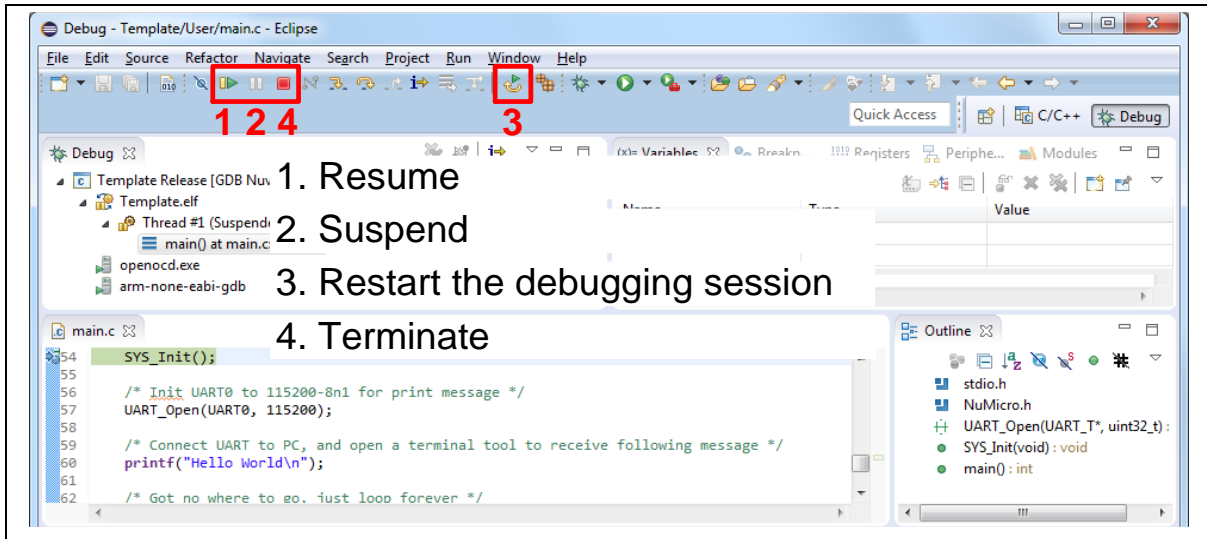 Debug - Template/User/main.c - Eclipse
File Edit Source Refactor Navigate Search Project Run Window Help
1 2 4
3
Quick Access C/C++ Debug
Debug
(x)= Variables Breakn... Registers Periphe... Modules
Template Release [GDB Nuv
Template.elf
Thread #1 (Suspende
main() at main.c:
openocd.exe
arm-none-eabi-gdb
1. Resume
2. Suspend
3. Restart the debugging session
4. Terminate
Name Type Value
main.c
54 SYS_Init();
55
56 /* Init UART0 to 115200-8n1 for print message */
57 UART_Open(UART0, 115200);
58
59 /* Connect UART to PC, and open a terminal tool to receive following message */
60 printf("Hello World\n");
61
62 /* Got no where to go, just loop forever */
Outline
stdio.h
NuMicro.h
UART_Open(UART_T*, uint32_t) :
SYS_Init(void) : void
main() : int